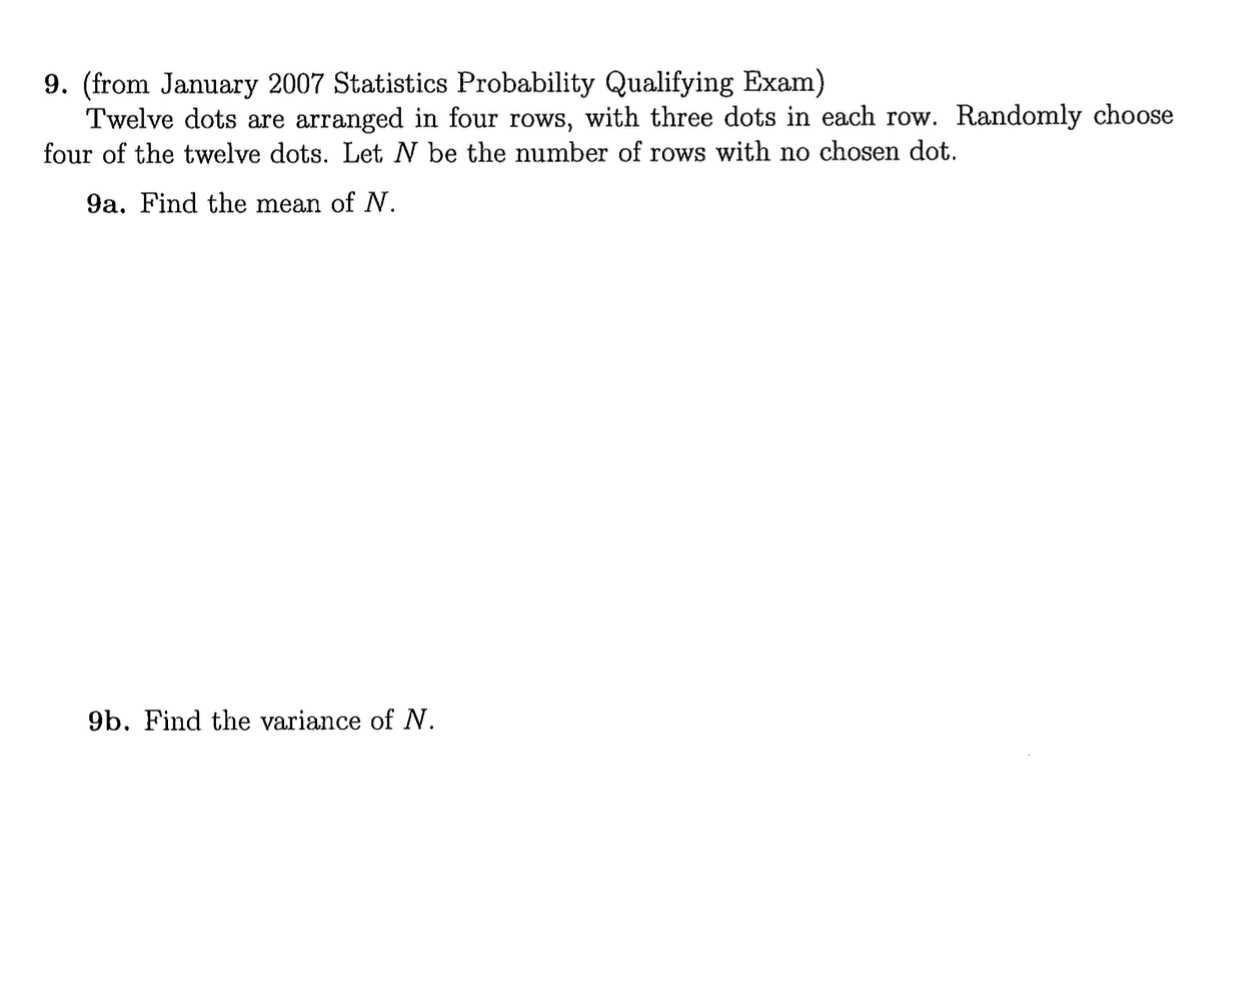 9. (from January 2007 Statistics Probability Qualifying Exam)
Twelve dots are arranged in four rows, with three dots in each row. Randomly choose
four of the twelve dots. Let N be the number of rows with no chosen dot.
9a. Find the mean of N.
9b. Find the variance of N.